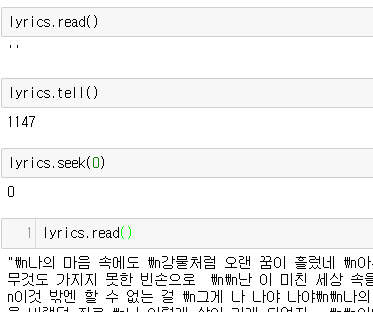 lyrics.read()
''
lyrics.tell()
1147
lyrics.seek(0)
0
1 lyrics.read()
"₩n나의 마음 속에도 ₩n강물처럼 오랜 꿈이 흘렀네 ₩n아
무것도 가지지 못한 빈손으로 ₩n₩n난 이 미친 세상 속을
n이것 밖엔 할 수 없는 걸 ₩n그게 나 나야 나야₩n₩n나의